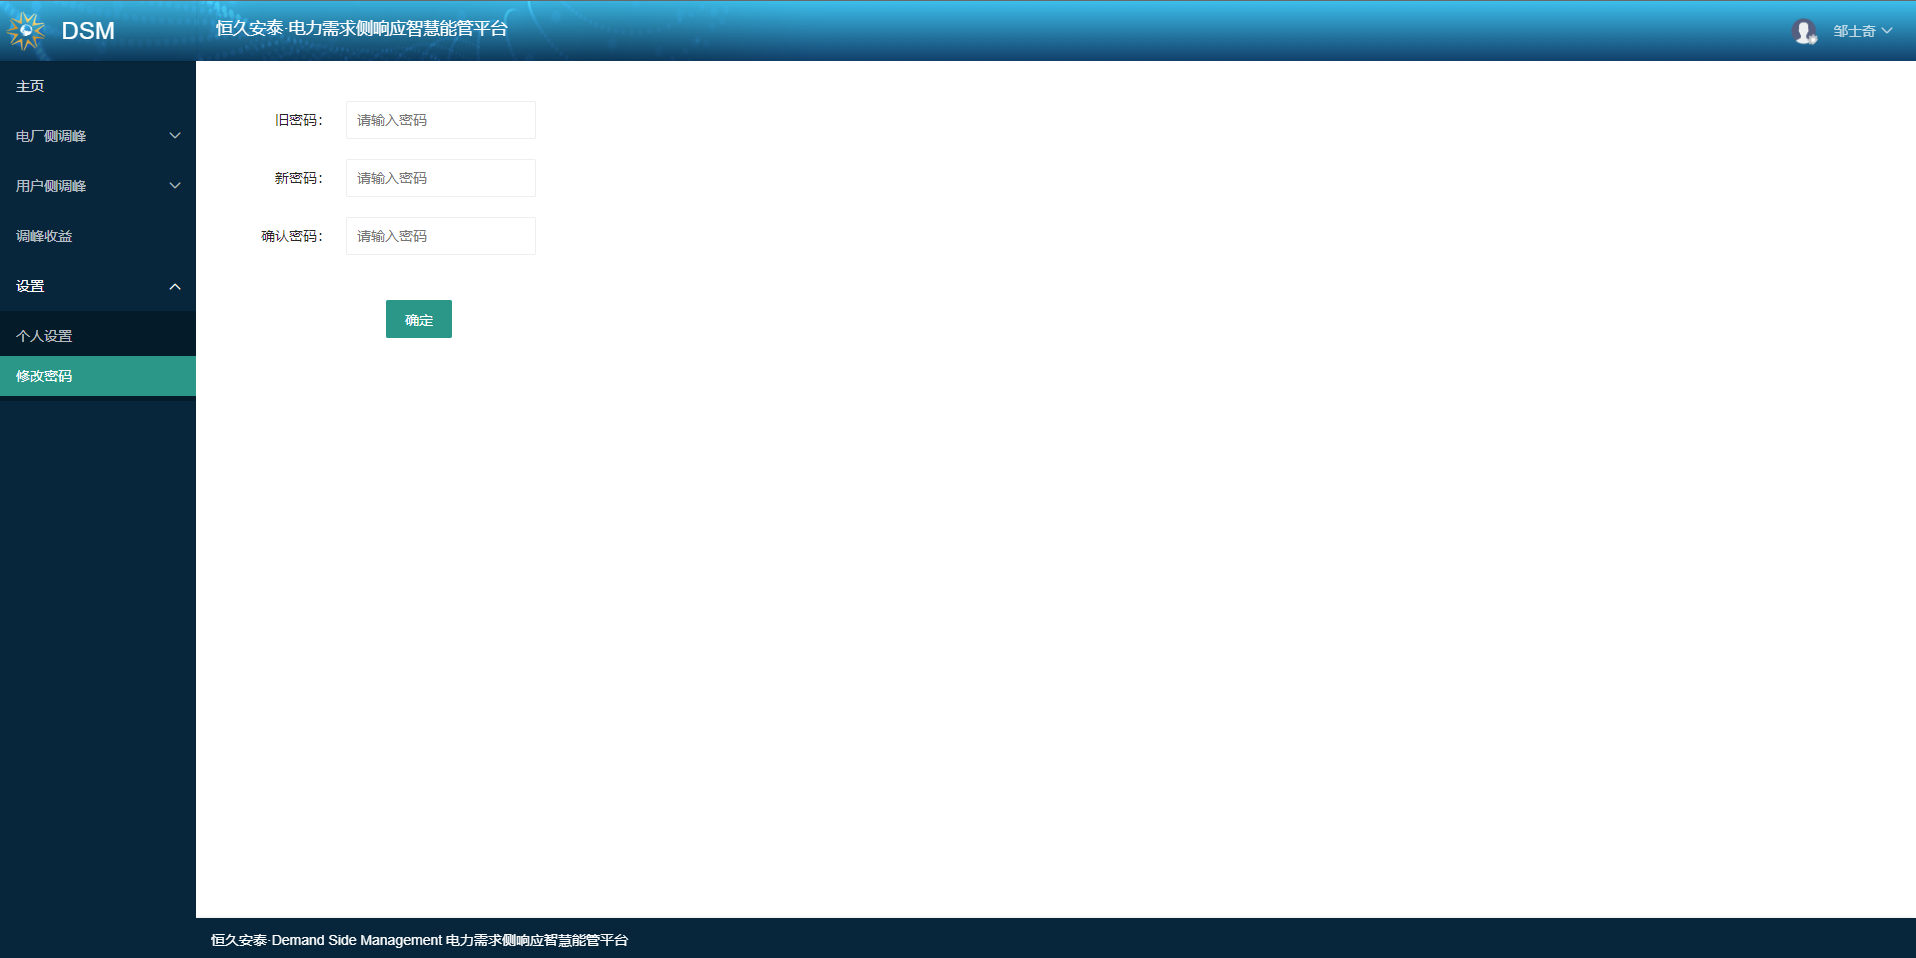 DSM
恒久安泰·电力需求侧响应智慧能管平台
邹士奇
主页
电厂侧调峰
用户侧调峰
调峰收益
设置
个人设置
修改密码
旧密码：
请输入密码
新密码：
请输入密码
确认密码：
请输入密码
确定
恒久安泰·Demand Side Management 电力需求侧响应智慧能管平台